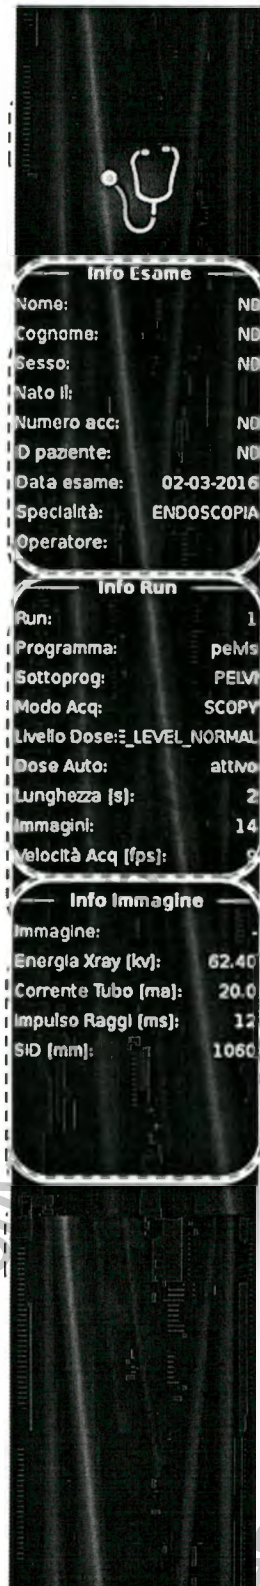 Info Esame
Nome: ND
Cognome: ND
Sesso: ND
Nato il:
Numero acc: ND
ID paziente: ND
Data esame: 02-03-2016
Specialità: ENDOSCOPIA
Operatore:
Info Run
Run: 1
Programma: pelvis
Sottoprog: PELVI
Modo Acq: SCOPY
Livello Dose:E_LEVEL_NORMAL
Dose Auto: attivo
Lunghezza (s): 2
Immagini: 14
Velocità Acq [fps]:
Info Immagine
Immagine: -
Energia Xray (kv): 62.40
Corrente Tubo (ma): 20.0
Impulso Raggi (ms): 12
SID (mm): 1060